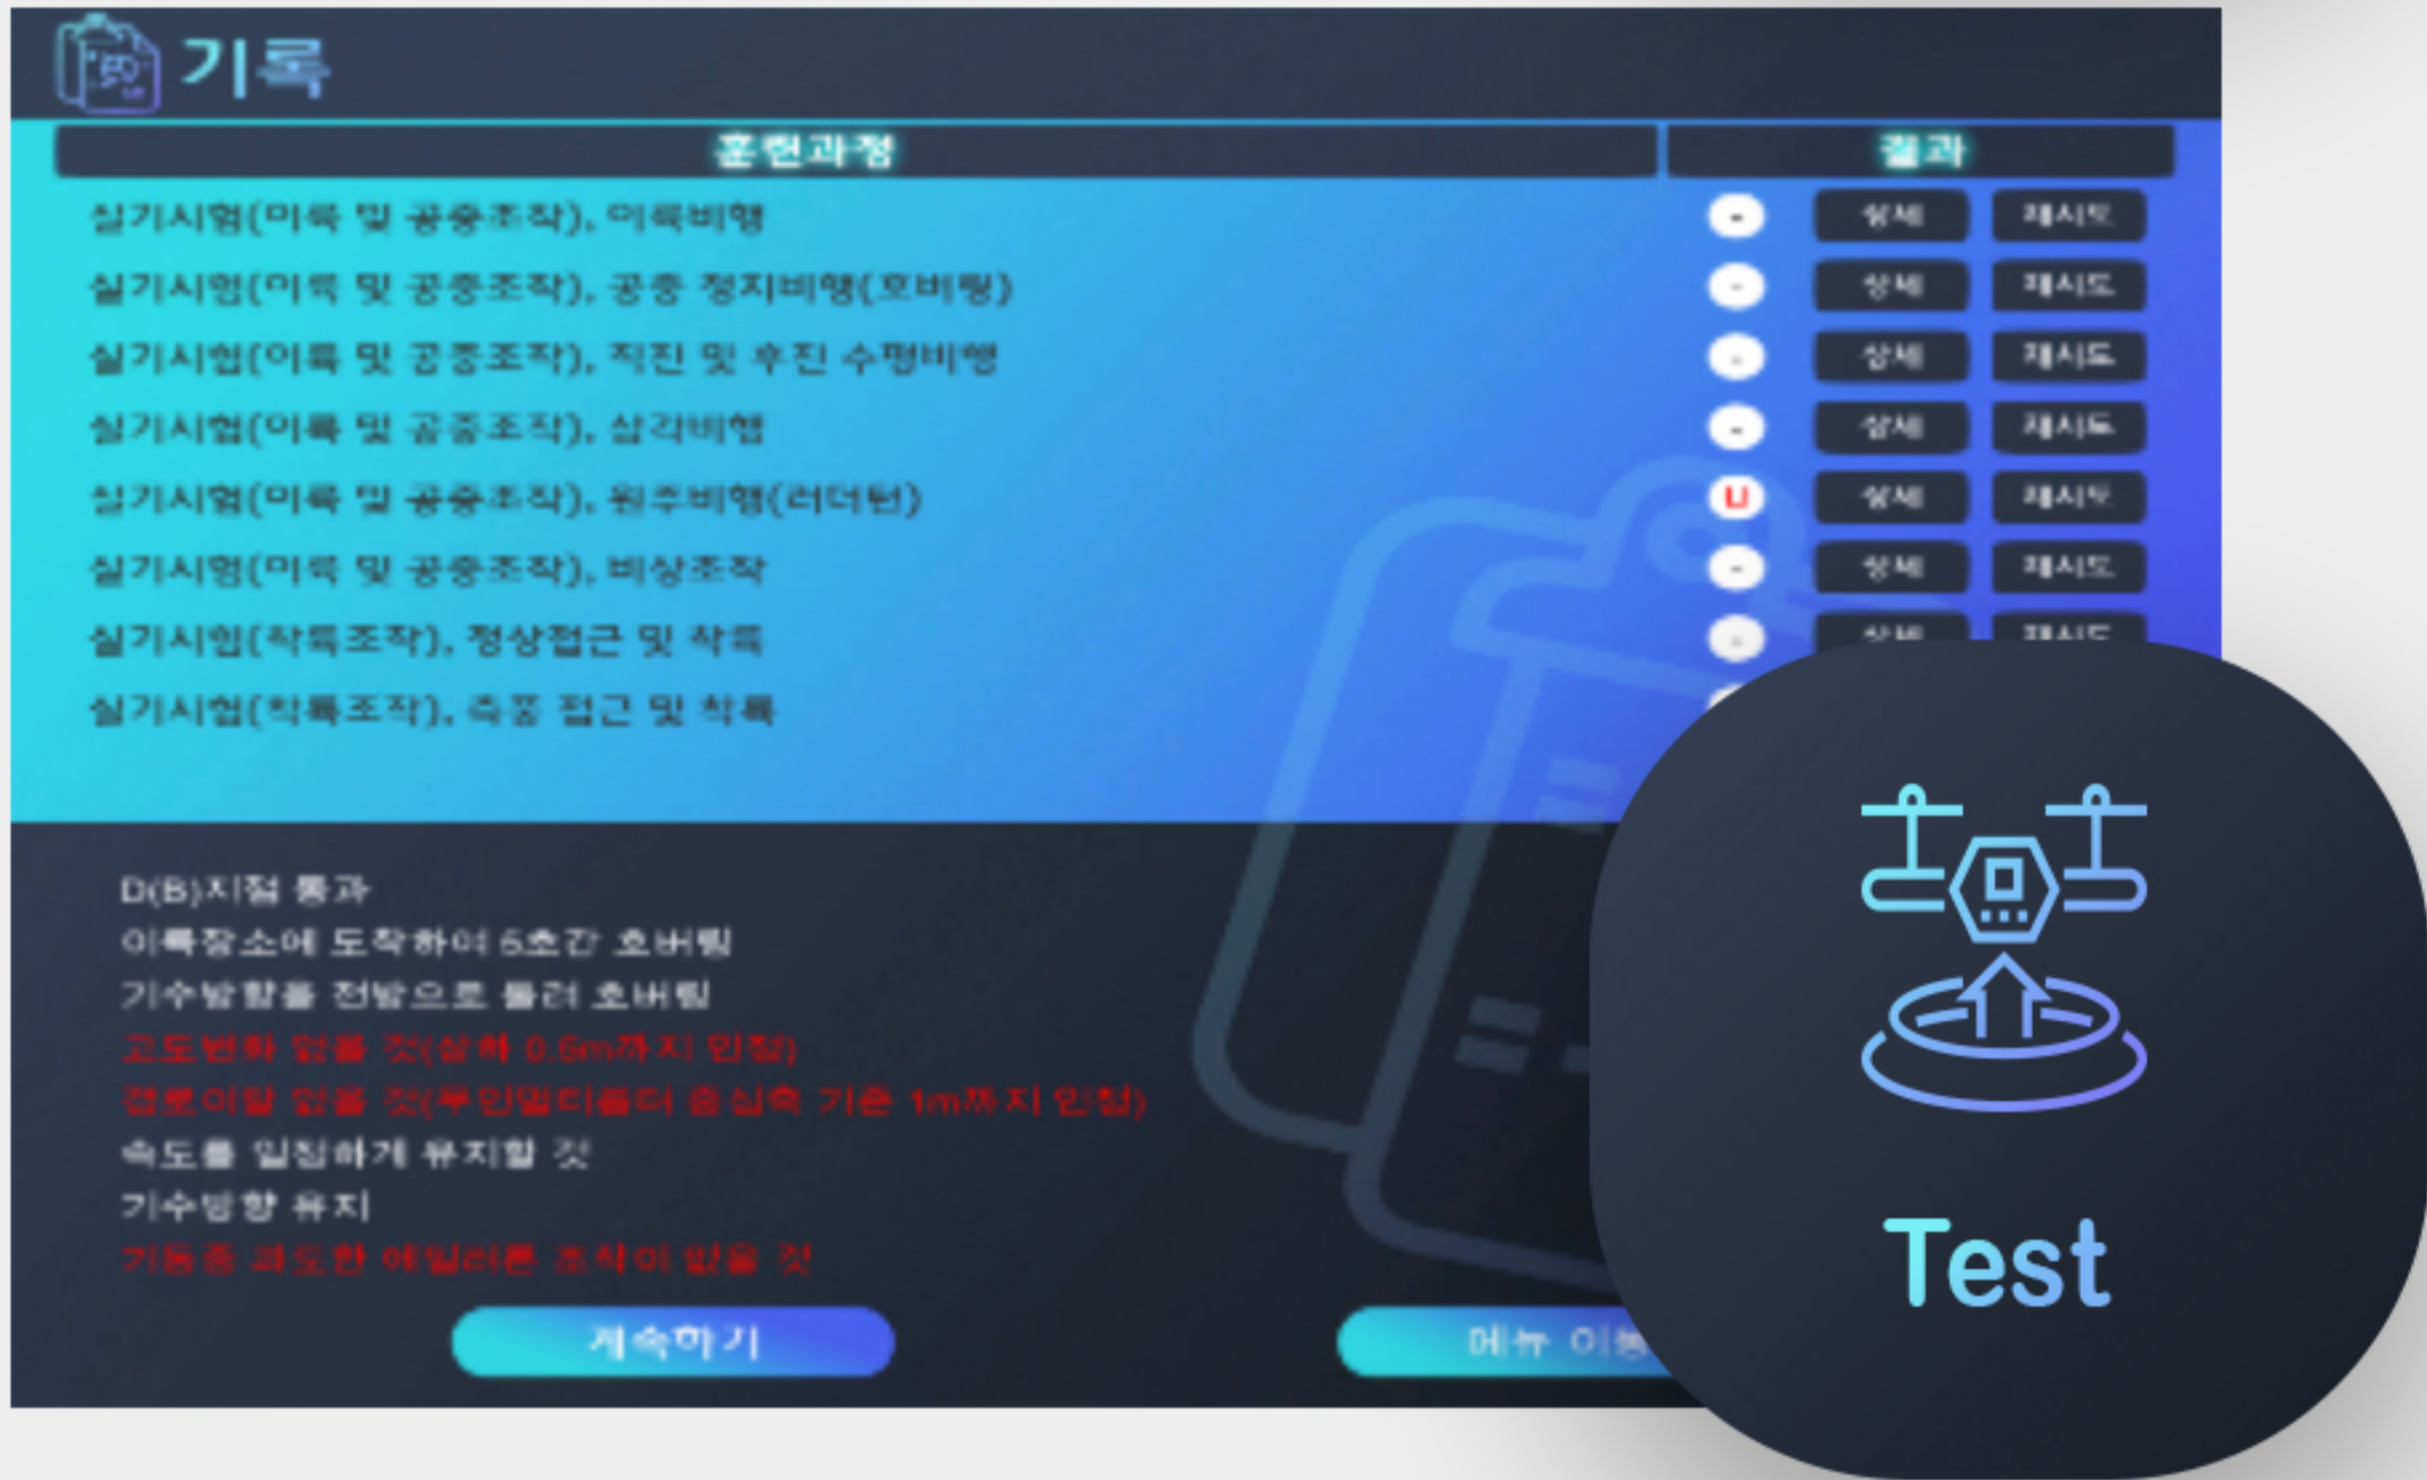 기록
훈련과정 결과
실기시험(이륙 및 공중조작), 이륙비행 - 상세 재시도
실기시험(이륙 및 공중조작), 공중 정지비행(호버링) - 상세 재시도
실기시험(이륙 및 공중조작), 직진 및 후진 수평비행 - 상세 재시도
실기시험(이륙 및 공중조작), 삼각비행 - 상세 재시도
실기시험(이륙 및 공중조작), 원주비행(러더턴) U 상세 재시도
실기시험(이륙 및 공중조작), 비상조작 - 상세 재시도
실기시험(착륙조작), 정상접근 및 착륙 - 상세 재시도
실기시험(착륙조작), 측풍 접근 및 착륙
D(B)지점 통과
이륙장소에 도착하여 5초간 호버링
기수방향을 전방으로 돌려 호버링
고도변화 없을 것(상하 0.5m까지 인정)
경로이탈 없을 것(무인멀티콥터 중심축 기준 1m까지 인정)
속도를 일정하게 유지할 것
기수방향 유지
기동중 과도한 에일러론 조작이 없을 것
계속하기 메뉴 이동
Test